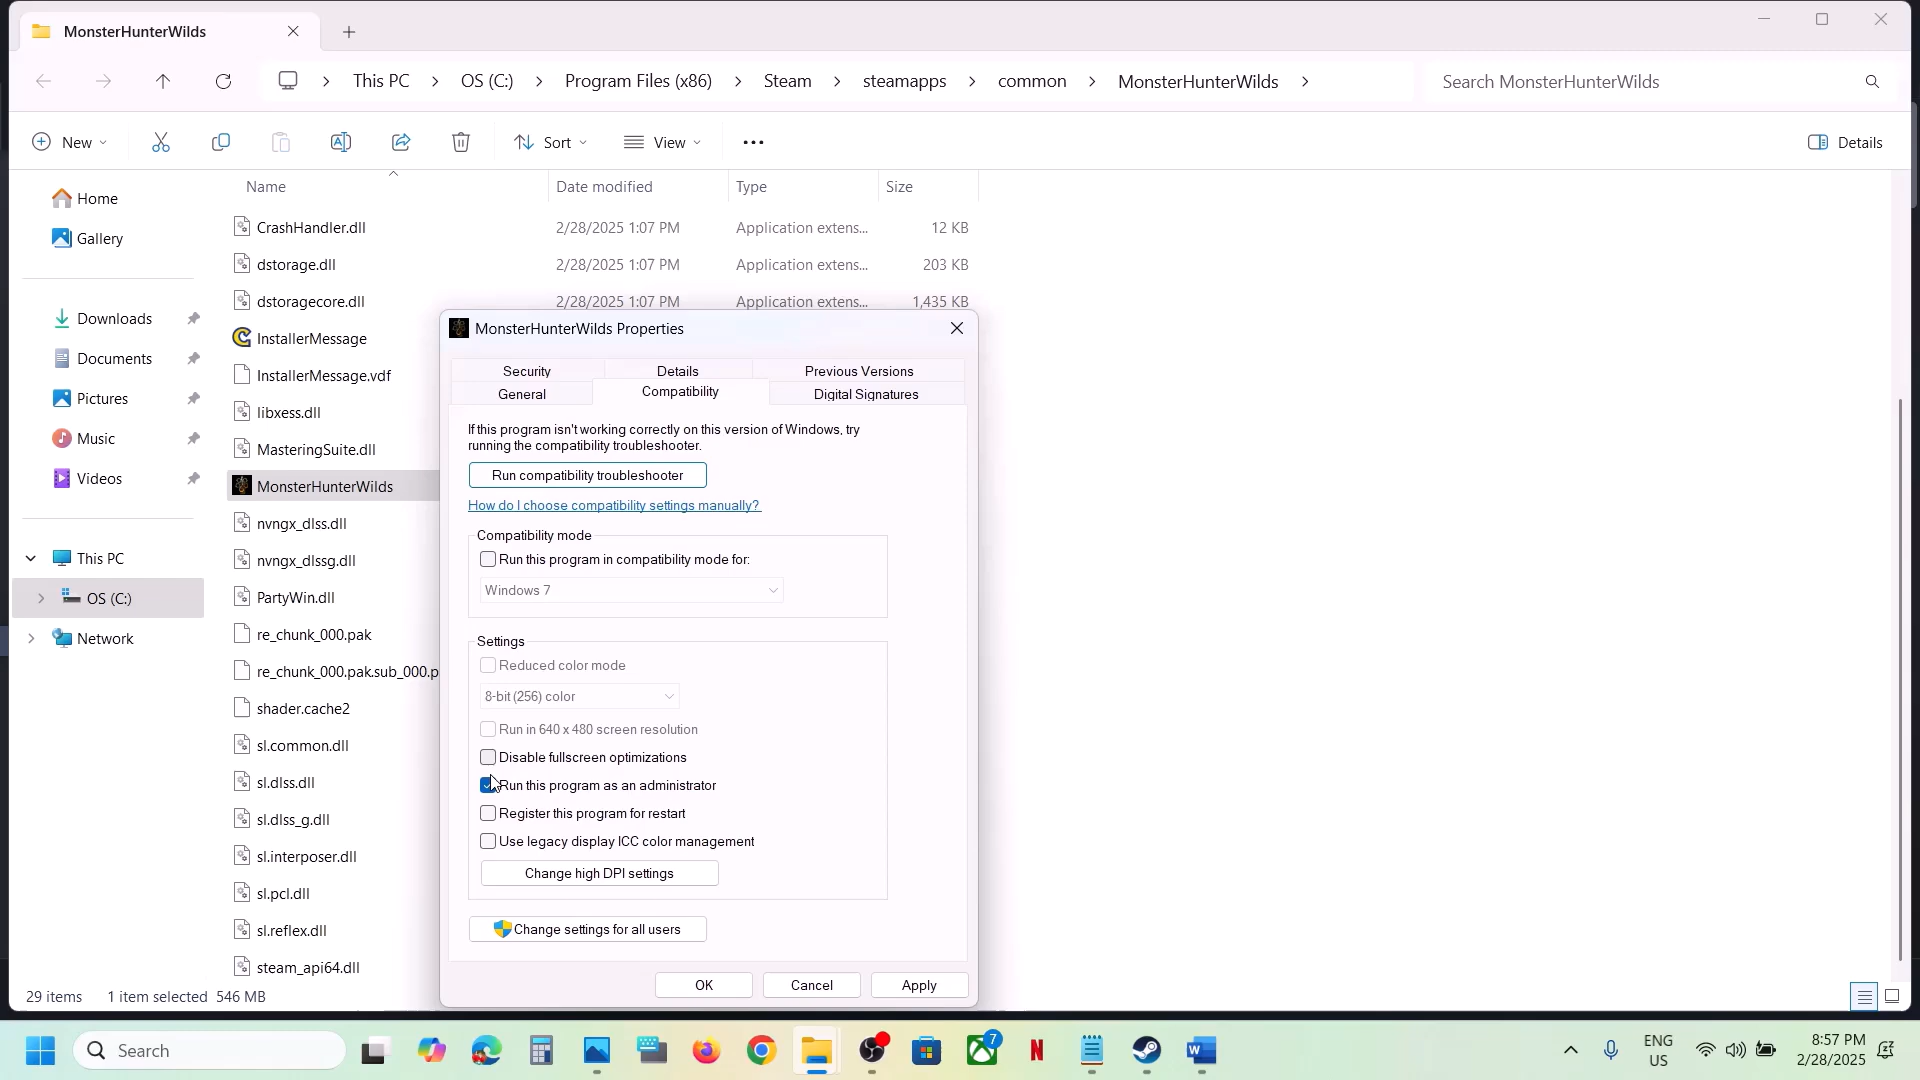 MonsterHunterWilds
This PC > OS (C:) > Program Files (x86) > Steam > steamapps > common > MonsterHunterWilds >
Search MonsterHunterWilds
New
Sort
View
Details
Home
Gallery
Downloads
Documents
Pictures
Music
Videos
This PC
OS (C:)
Network
Name Date modified Type Size
CrashHandler.dll 2/28/2025 1:07 PM Application extens... 12 KB
dstorage.dll 2/28/2025 1:07 PM Application extens... 203 KB
dstoragecore.dll 2/28/2025 1:07 PM Application extens... 1,435 KB
InstallerMessage
InstallerMessage.vdf
libxess.dll
MasteringSuite.dll
MonsterHunterWilds
nvngx_dlss.dll
nvngx_dlssg.dll
PartyWin.dll
re_chunk_000.pak
re_chunk_000.pak.sub_000.p
shader.cache2
sl.common.dll
sl.dlss.dll
sl.dlss_g.dll
sl.interposer.dll
sl.pcl.dll
sl.reflex.dll
steam_api64.dll
MonsterHunterWilds Properties
Security Details Previous Versions
General Compatibility Digital Signatures
If this program isn't working correctly on this version of Windows, try
running the compatibility troubleshooter.
Run compatibility troubleshooter
How do I choose compatibility settings manually?
Compatibility mode
Run this program in compatibility mode for:
Windows 7
Settings
Reduced color mode
8-bit (256) color
Run in 640 x 480 screen resolution
Disable fullscreen optimizations
Run this program as an administrator
Register this program for restart
Use legacy display ICC color management
Change high DPI settings
Change settings for all users
OK Cancel Apply
29 items 1 item selected 546 MB
Search
7
N
ENG
US
8:57 PM
2/28/2025